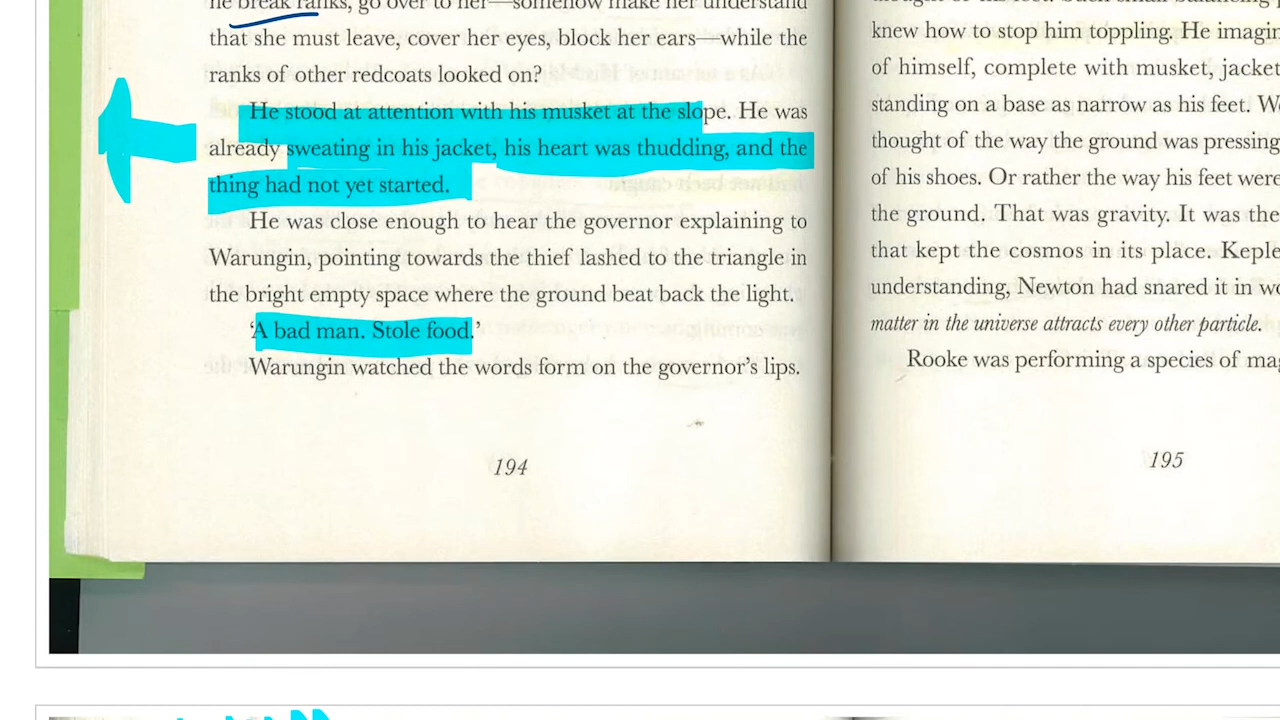 he break ranks, go over to her—somehow make her understand
that she must leave, cover her eyes, block her ears—while the
ranks of other redcoats looked on?
He stood at attention with his musket at the slope. He was
already sweating in his jacket, his heart was thudding, and the
thing had not yet started.
He was close enough to hear the governor explaining to
Warungin, pointing towards the thief lashed to the triangle in
the bright empty space where the ground beat back the light.
‘A bad man. Stole food.’
Warungin watched the words form on the governor’s lips.
194
knew how to stop him toppling. He imagin
of himself, complete with musket, jacket
standing on a base as narrow as his feet. W
thought of the way the ground was pressing
of his shoes. Or rather the way his feet were
the ground. That was gravity. It was the
that kept the cosmos in its place. Keple
understanding, Newton had snared it in wo
matter in the universe attracts every other particle.
Rooke was performing a species of mag
195